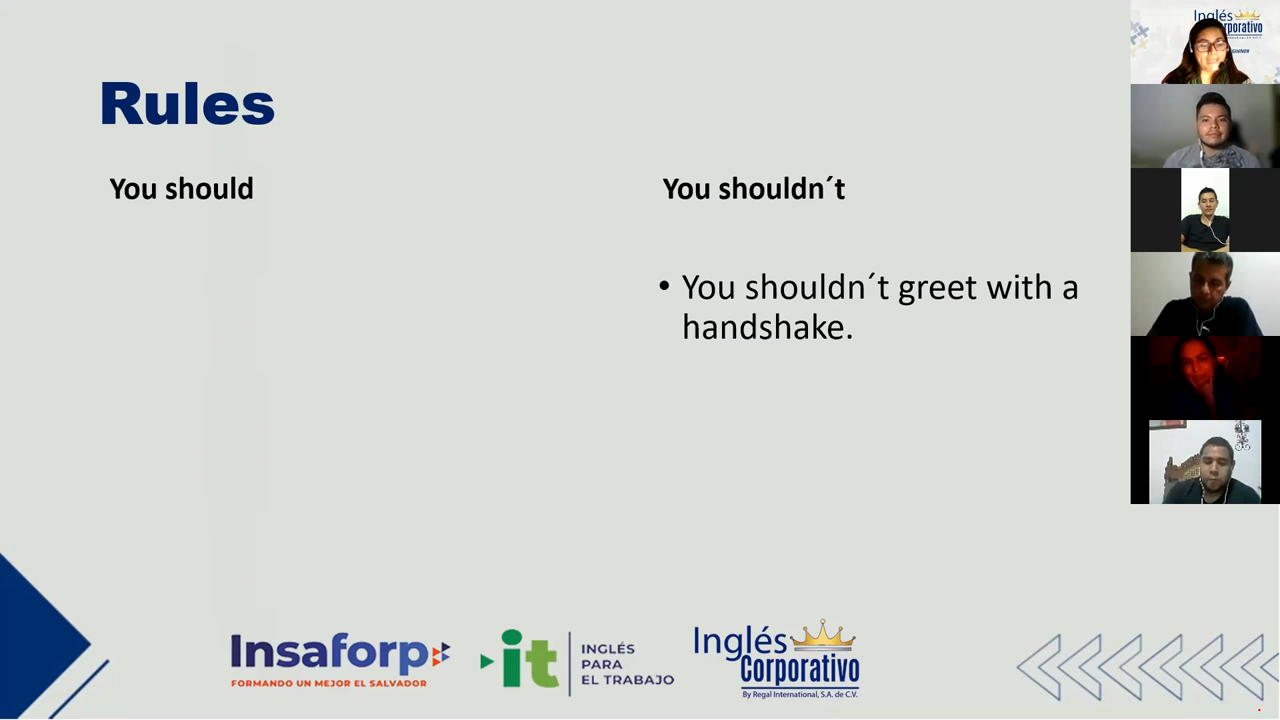 Rules
You should
You shouldn´t
• You shouldn´t greet with a
handshake.
Insaforp
FORMANDO UN MEJOR EL SALVADOR
it
INGLÉS
PARA
EL TRABAJO
Inglés
Corporativo
By Regal International, S.A. de C.V.
Inglés